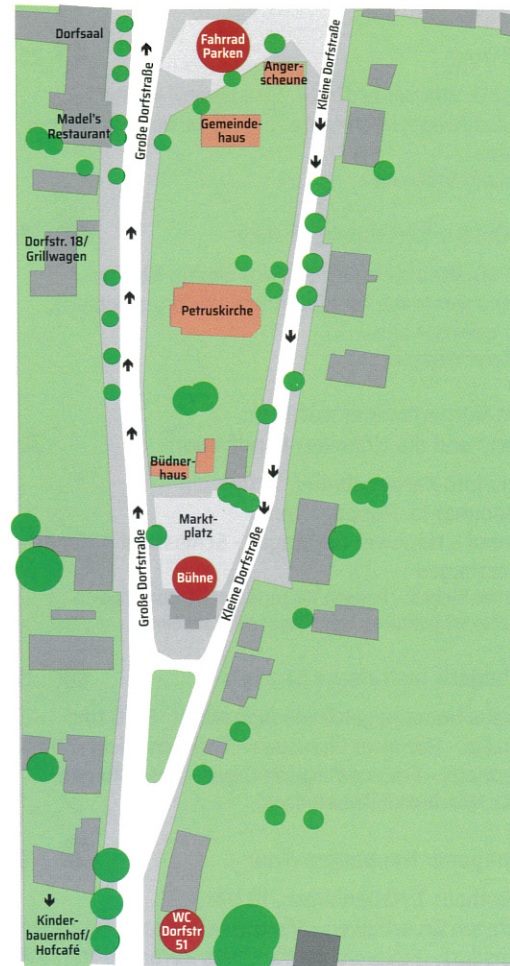 Dorfsaal
Fahrrad
Parken
Anger-
scheune
Große Dorfstraße
Kleine Dorfstraße
Madel's
Restaurant
Gemeinde-
haus
Dorfstr. 18/
Grillwagen
Petruskirche
Büdner-
haus
Markt-
platz
Große Dorfstraße
Kleine Dorfstraße
Bühne
Kinder-
bauernhof/
Hofcafé
WC
Dorfstr
51